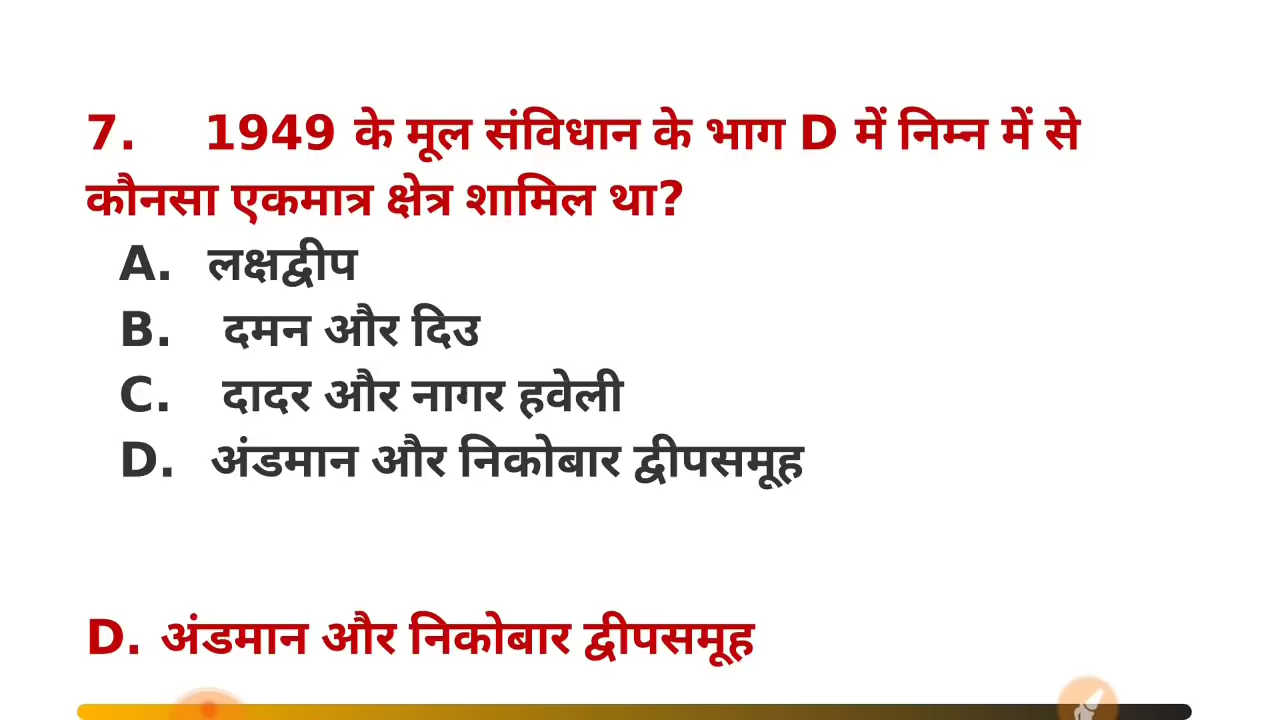 7. 1949 के मूल संविधान के भाग D में निम्न में से
कौनसा एकमात्र क्षेत्र शामिल था?
A. लक्षद्वीप
B. दमन और दिउ
C. दादर और नागर हवेली
D. अंडमान और निकोबार द्वीपसमूह
D. अंडमान और निकोबार द्वीपसमूह